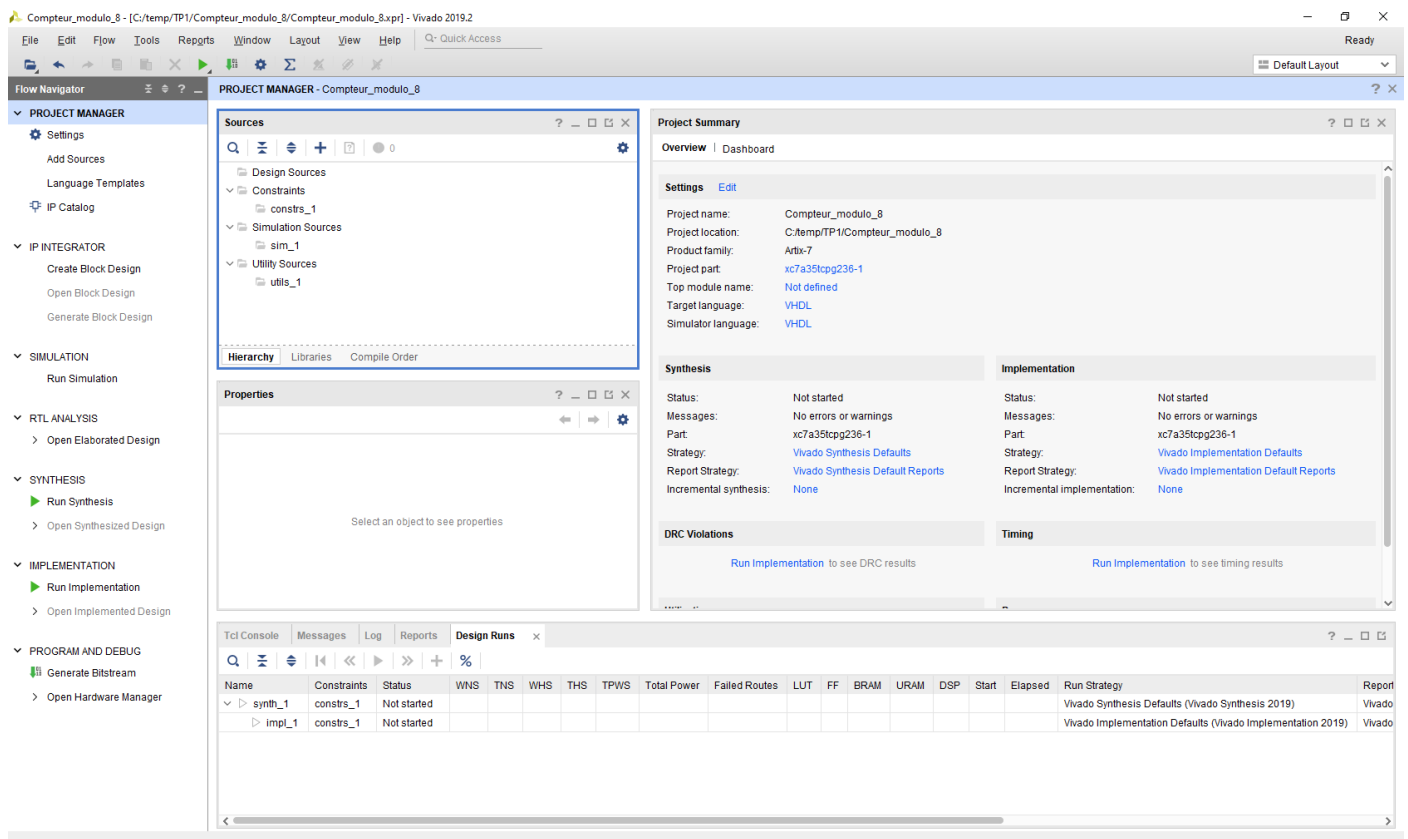 Compteur_modulo_8 - [C:/temp/TP1/Compteur_modulo_8/Compteur_modulo_8.xpr] - Vivado 2019.2
File Edit Flow Tools Reports Window Layout View Help Quick Access Ready
Default Layout
Flow Navigator
PROJECT MANAGER
Settings
Add Sources
Language Templates
IP Catalog
IP INTEGRATOR
Create Block Design
Open Block Design
Generate Block Design
SIMULATION
Run Simulation
RTL ANALYSIS
Open Elaborated Design
SYNTHESIS
Run Synthesis
Open Synthesized Design
IMPLEMENTATION
Run Implementation
Open Implemented Design
PROGRAM AND DEBUG
Generate Bitstream
Open Hardware Manager
PROJECT MANAGER - Compteur_modulo_8
Sources
0
Design Sources
Constraints
constrs_1
Simulation Sources
sim_1
Utility Sources
utils_1
Hierarchy Libraries Compile Order
Properties
Select an object to see properties
Project Summary
Overview Dashboard
Settings Edit
Project name: Compteur_modulo_8
Project location: C:/temp/TP1/Compteur_modulo_8
Product family: Artix-7
Project part: xc7a35tcpg236-1
Top module name: Not defined
Target language: VHDL
Simulator language: VHDL
Synthesis
Status: Not started
Messages: No errors or warnings
Part: xc7a35tcpg236-1
Strategy: Vivado Synthesis Defaults
Report Strategy: Vivado Synthesis Default Reports
Incremental synthesis: None
Implementation
Status: Not started
Messages: No errors or warnings
Part: xc7a35tcpg236-1
Strategy: Vivado Implementation Defaults
Report Strategy: Vivado Implementation Default Reports
Incremental implementation: None
DRC Violations
Run Implementation to see DRC results
Timing
Run Implementation to see timing results
Tcl Console Messages Log Reports Design Runs
Name Constraints Status WNS TNS WHS THS TPWS Total Power Failed Routes LUT FF BRAM URAM DSP Start Elapsed Run Strategy Report
synth_1 constrs_1 Not started Vivado Synthesis Defaults (Vivado Synthesis 2019) Vivado
impl_1 constrs_1 Not started Vivado Implementation Defaults (Vivado Implementation 2019) Vivado